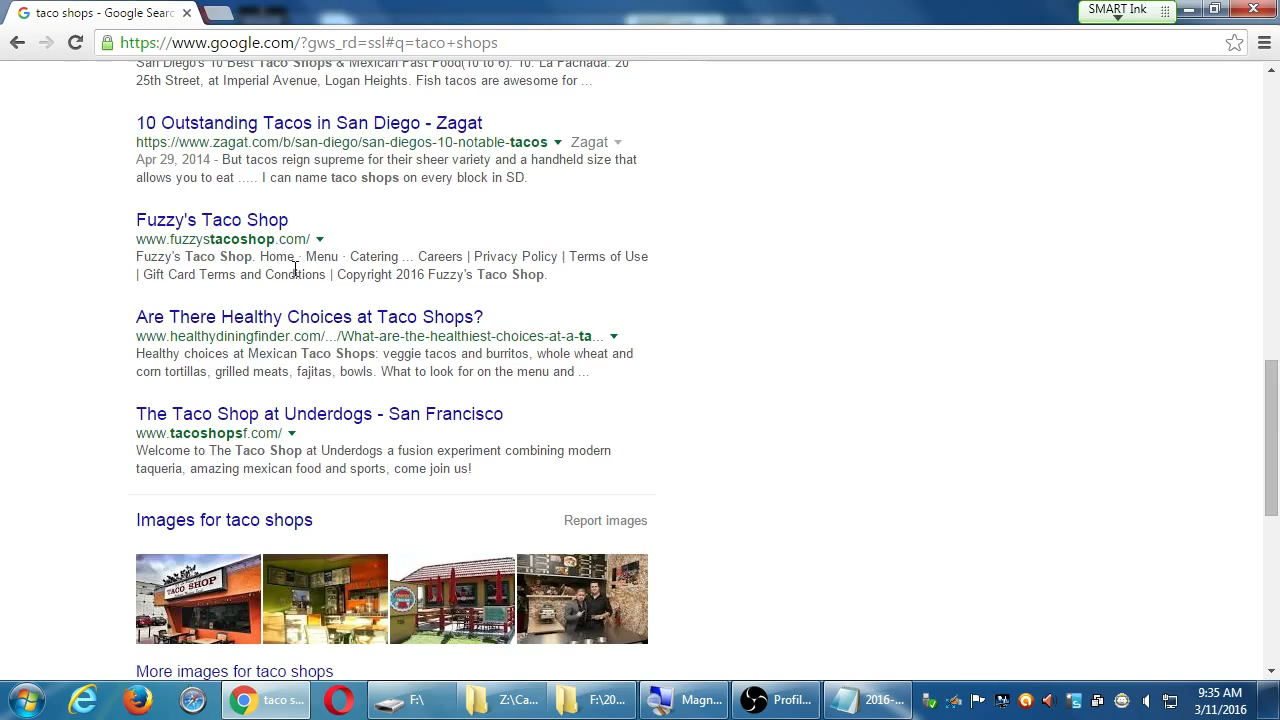 taco shops - Google Searc
SMART Ink
https://www.google.com/?gws_rd=ssl#q=taco+shops
San Diego's 10 Best Taco Shops & Mexican Fast Food(10 to 6). 10. La Fachada. 20
25th Street, at Imperial Avenue, Logan Heights. Fish tacos are awesome for ...
10 Outstanding Tacos in San Diego - Zagat
https://www.zagat.com/b/san-diego/san-diegos-10-notable-tacos Zagat
Apr 29, 2014 - But tacos reign supreme for their sheer variety and a handheld size that
allows you to eat ..... I can name taco shops on every block in SD.
Fuzzy's Taco Shop
www.fuzzystacoshop.com/
Fuzzy's Taco Shop. Home · Menu · Catering ... Careers | Privacy Policy | Terms of Use
| Gift Card Terms and Conditions | Copyright 2016 Fuzzy's Taco Shop.
Are There Healthy Choices at Taco Shops?
www.healthydiningfinder.com/.../What-are-the-healthiest-choices-at-a-ta...
Healthy choices at Mexican Taco Shops: veggie tacos and burritos, whole wheat and
corn tortillas, grilled meats, fajitas, bowls. What to look for on the menu and ...
The Taco Shop at Underdogs - San Francisco
www.tacoshopsf.com/
Welcome to The Taco Shop at Underdogs a fusion experiment combining modern
taqueria, amazing mexican food and sports, come join us!
Images for taco shops
Report images
TACO SHOP
More images for taco shops
taco s...
F:\
Z:\Ca...
F:\20...
Magn...
Profil...
2016-...
9:35 AM
3/11/2016